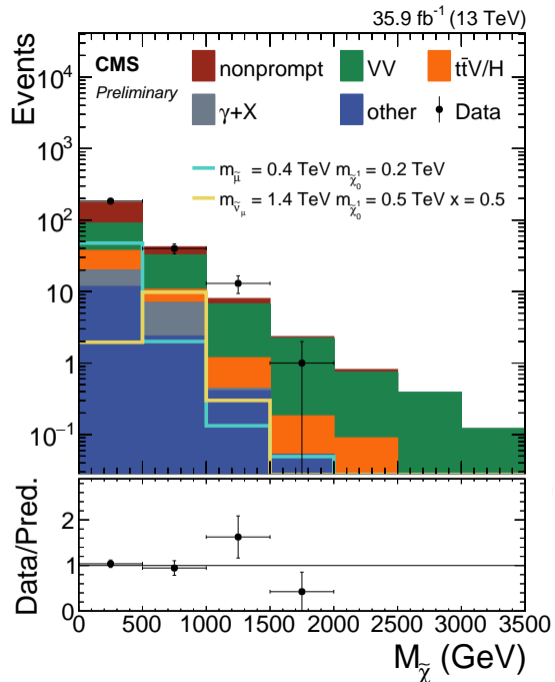 35.9 fb⁻¹ (13 TeV)
Events
CMS
Preliminary
nonprompt
VV
tt̄V/H
γ+X
other
Data
m_μ̃ = 0.4 TeV m_χ̃₀¹ = 0.2 TeV
m_ν̃_μ = 1.4 TeV m_χ̃₀¹ = 0.5 TeV x = 0.5
10⁴
10³
10²
10
1
10⁻¹
Data/Pred.
2
1
0
0 500 1000 1500 2000 2500 3000 3500
M_χ̃ (GeV)